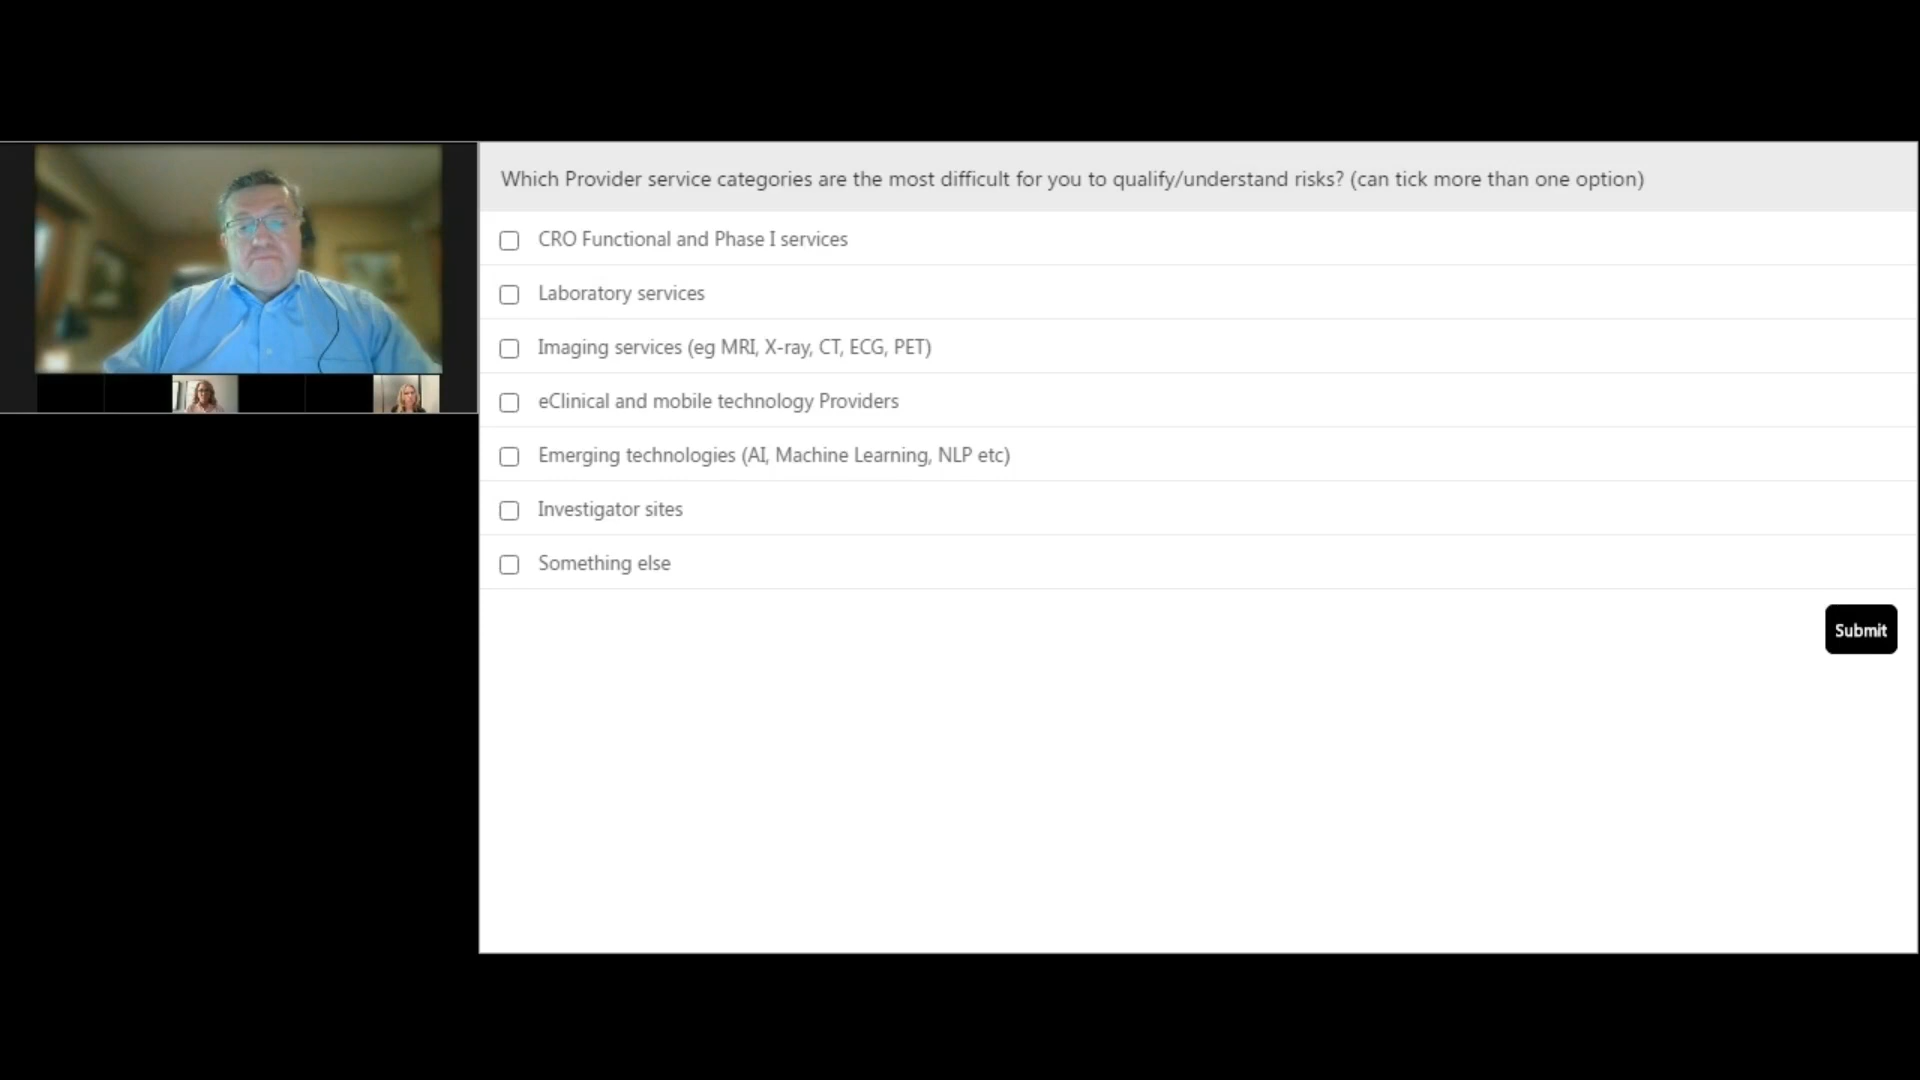 Which Provider service categories are the most difficult for you to qualify/understand risks? (can tick more than one option)
CRO Functional and Phase I services
Laboratory services
Imaging services (eg MRI, X-ray, CT, ECG, PET)
eClinical and mobile technology Providers
Emerging technologies (AI, Machine Learning, NLP etc)
Investigator sites
Something else
Submit